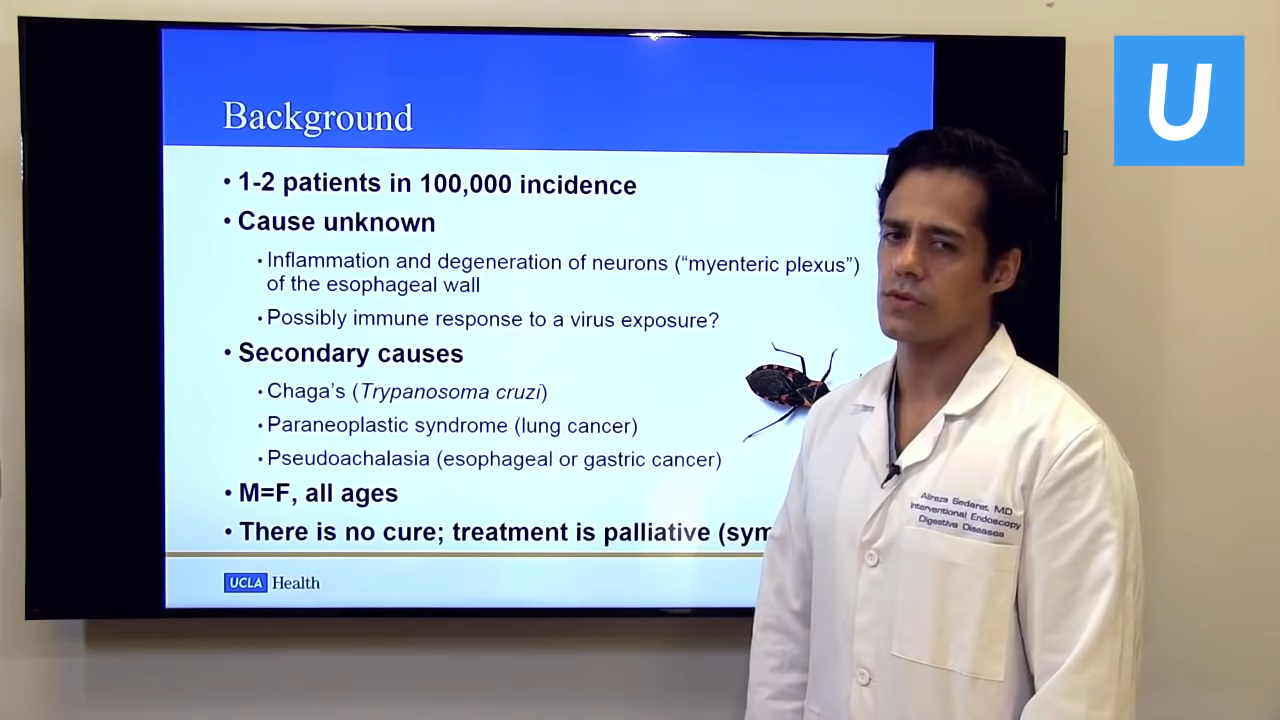 U
Background
• 1-2 patients in 100,000 incidence
• Cause unknown
• Inflammation and degeneration of neurons (“myenteric plexus”)
of the esophageal wall
• Possibly immune response to a virus exposure?
• Secondary causes
• Chaga’s (Trypanosoma cruzi)
• Paraneoplastic syndrome (lung cancer)
• Pseudoachalasia (esophageal or gastric cancer)
• M=F, all ages
• There is no cure; treatment is palliative (sym
UCLA Health
Alireza Sedarat, MD
Interventional Endoscopy
Digestive Diseases